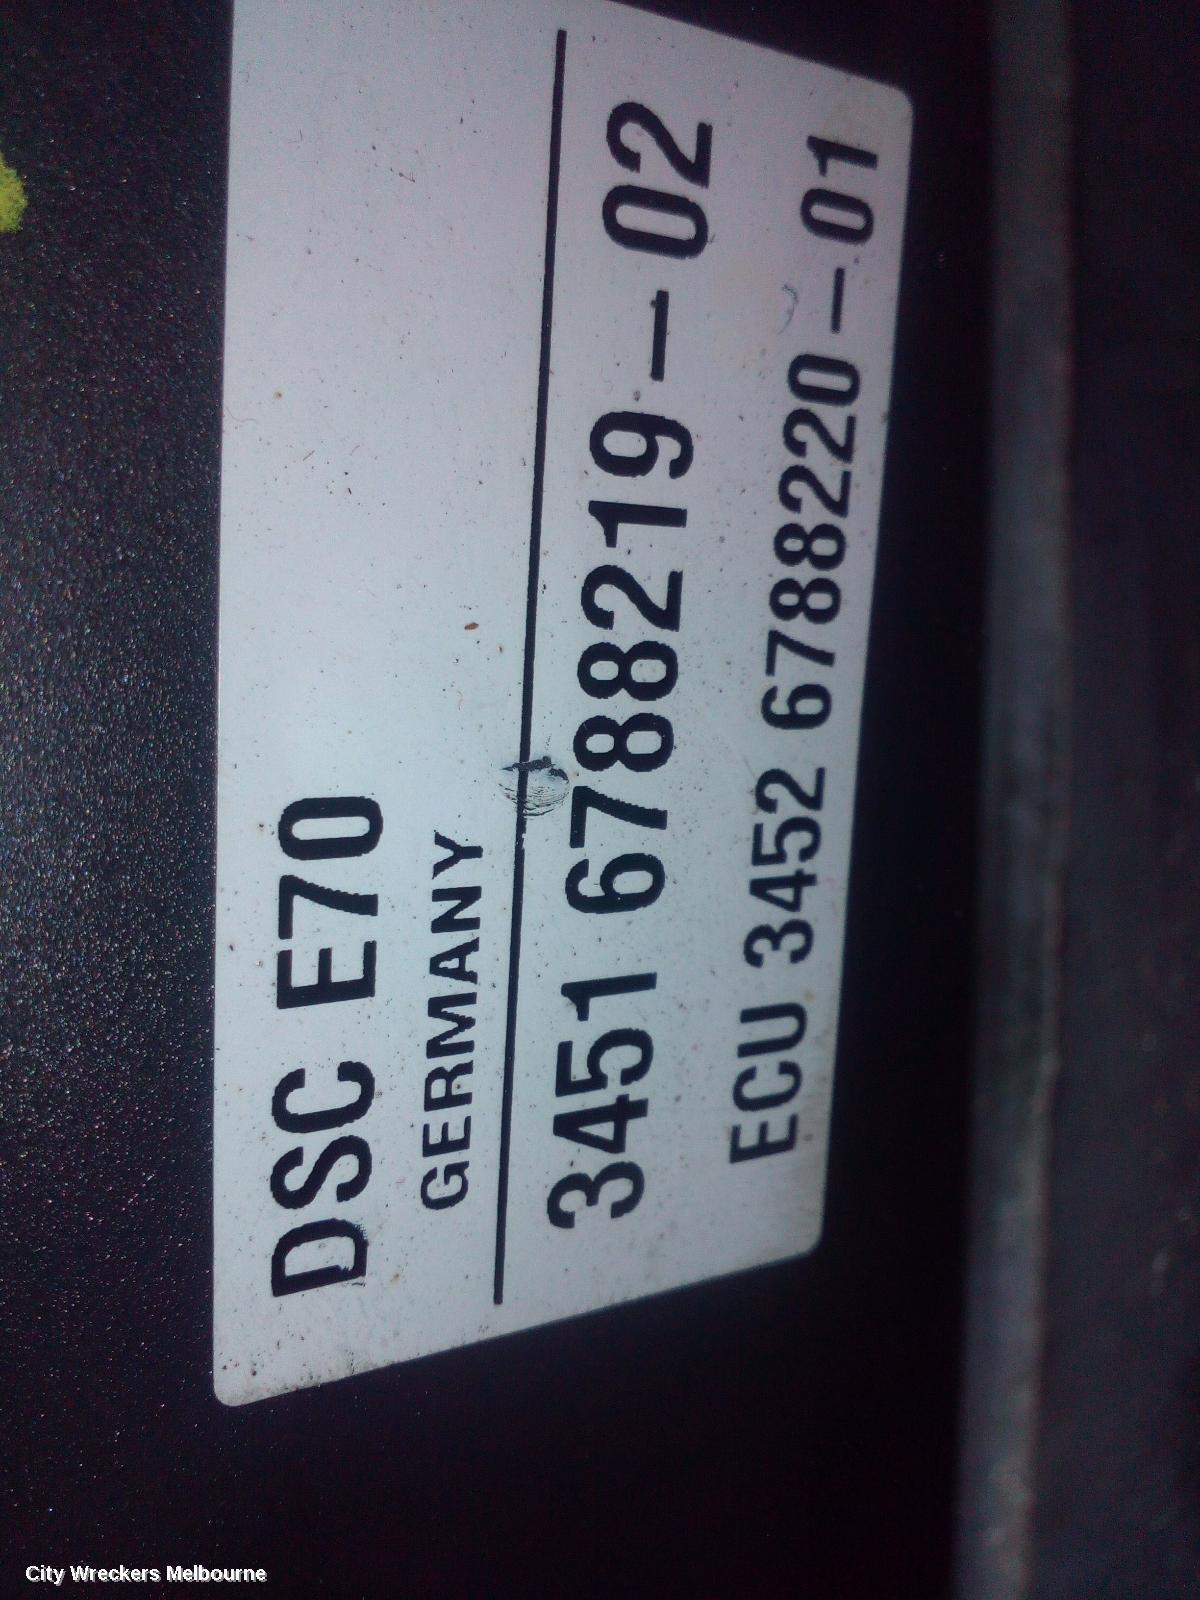 DSC E70
GERMANY
3451 6788219-02
ECU 3452 6788220-01
City Wreckers Melbourne